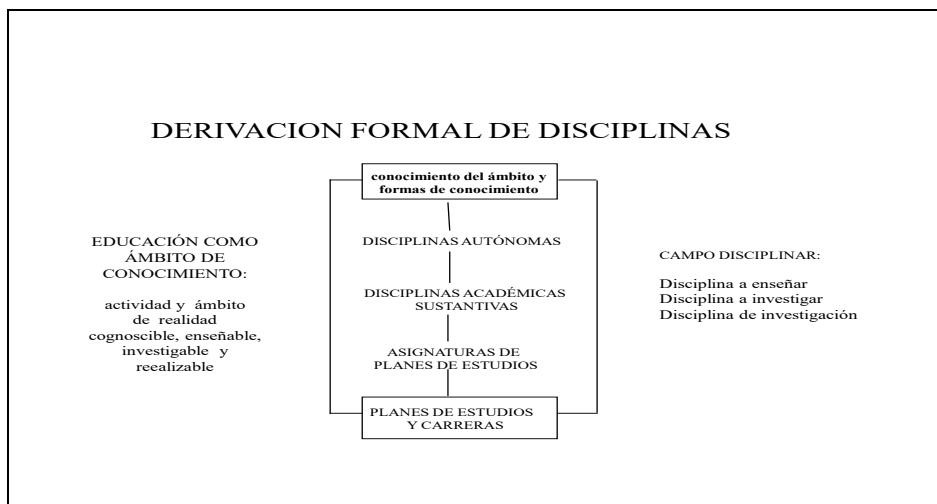 DERIVACION FORMAL DE DISCIPLINAS
conocimiento del ámbito y
formas de conocimiento
EDUCACIÓN COMO
ÁMBITO DE
CONOCIMIENTO:
actividad y ámbito
de realidad
cognoscible, enseñable,
investigable y
reealizable
DISCIPLINAS AUTÓNOMAS
DISCIPLINAS ACADÉMICAS
SUSTANTIVAS
ASIGNATURAS DE
PLANES DE ESTUDIOS
PLANES DE ESTUDIOS
Y CARRERAS
CAMPO DISCIPLINAR:
Disciplina a enseñar
Disciplina a investigar
Disciplina de investigación